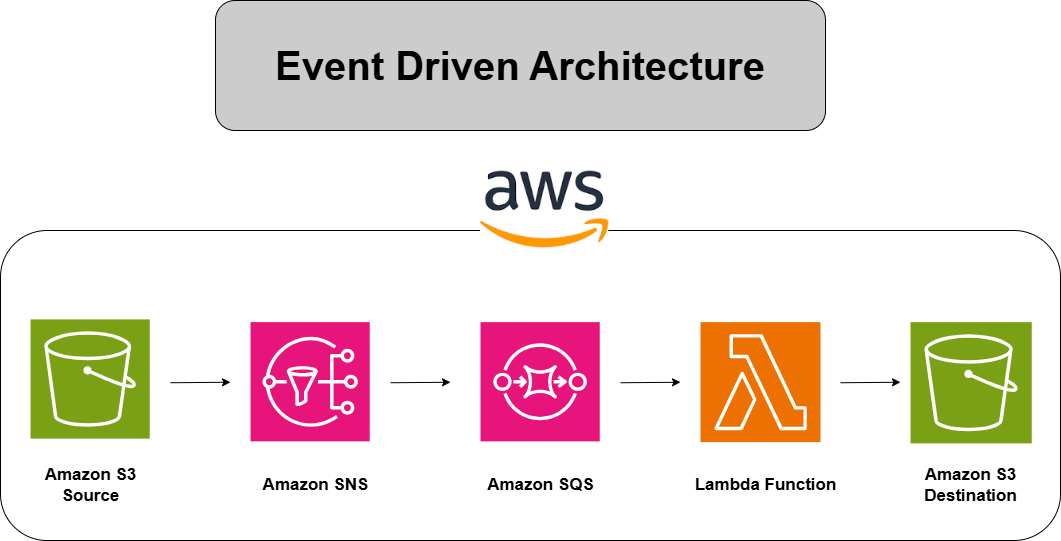 Event Driven Architecture
aws
Amazon S3
Source
Amazon SNS
Amazon SQS
Lambda Function
Amazon S3
Destination